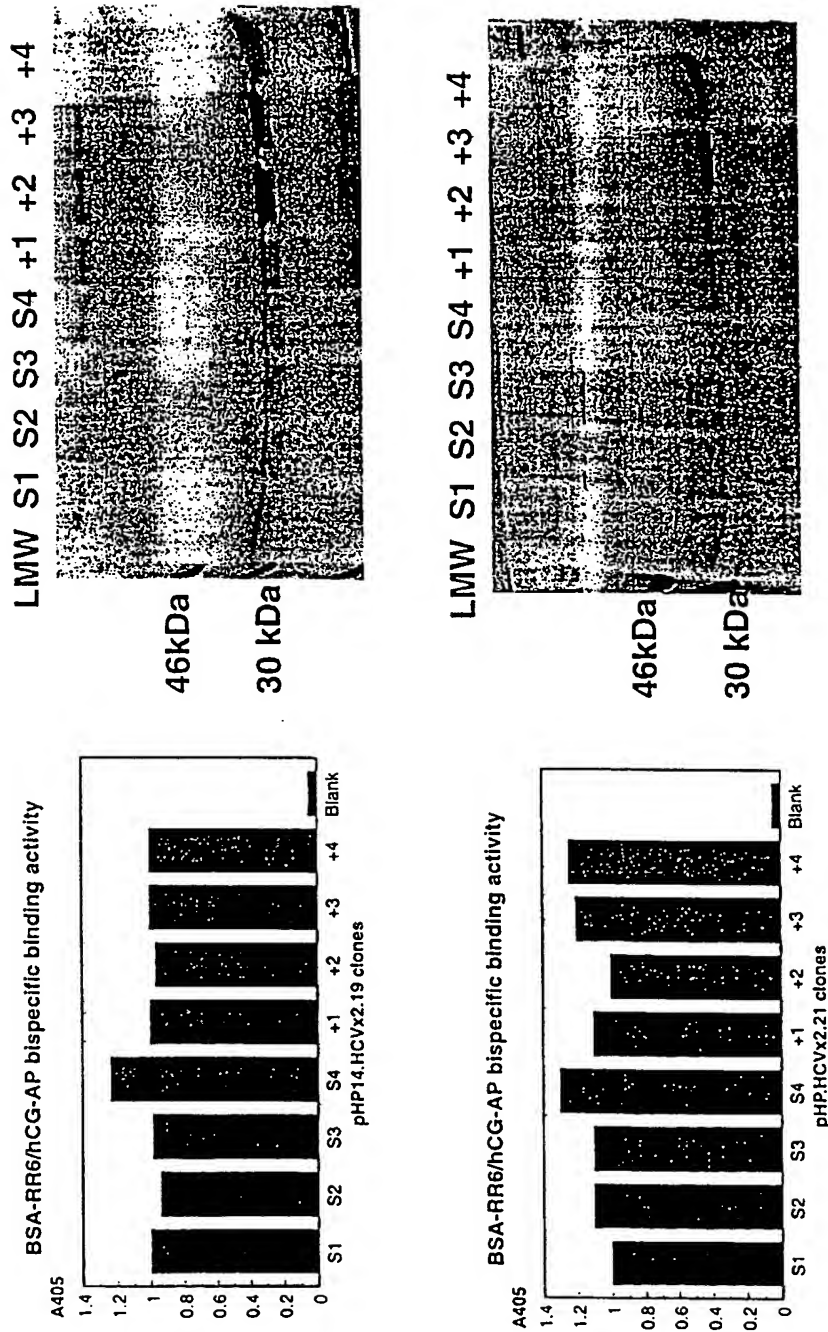 LMW S1 S2 S3 S4 +1 +2 +3 +4
46kDa
30 kDa
BSA-RR6/hCG-AP bispecific binding activity
A405
1.4
1.2
1
0.8
0.6
0.4
0.2
0
S1 S2 S3 S4 +1 +2 +3 +4 Blank
pHP14.HCVx2.19 clones
LMW S1 S2 S3 S4 +1 +2 +3 +4
46kDa
30 kDa
BSA-RR6/hCG-AP bispecific binding activity
A405
1.4
1.2
1
0.8
0.6
0.4
0.2
0
S1 S2 S3 S4 +1 +2 +3 +4 Blank
pHP.HCVx2.21 clones